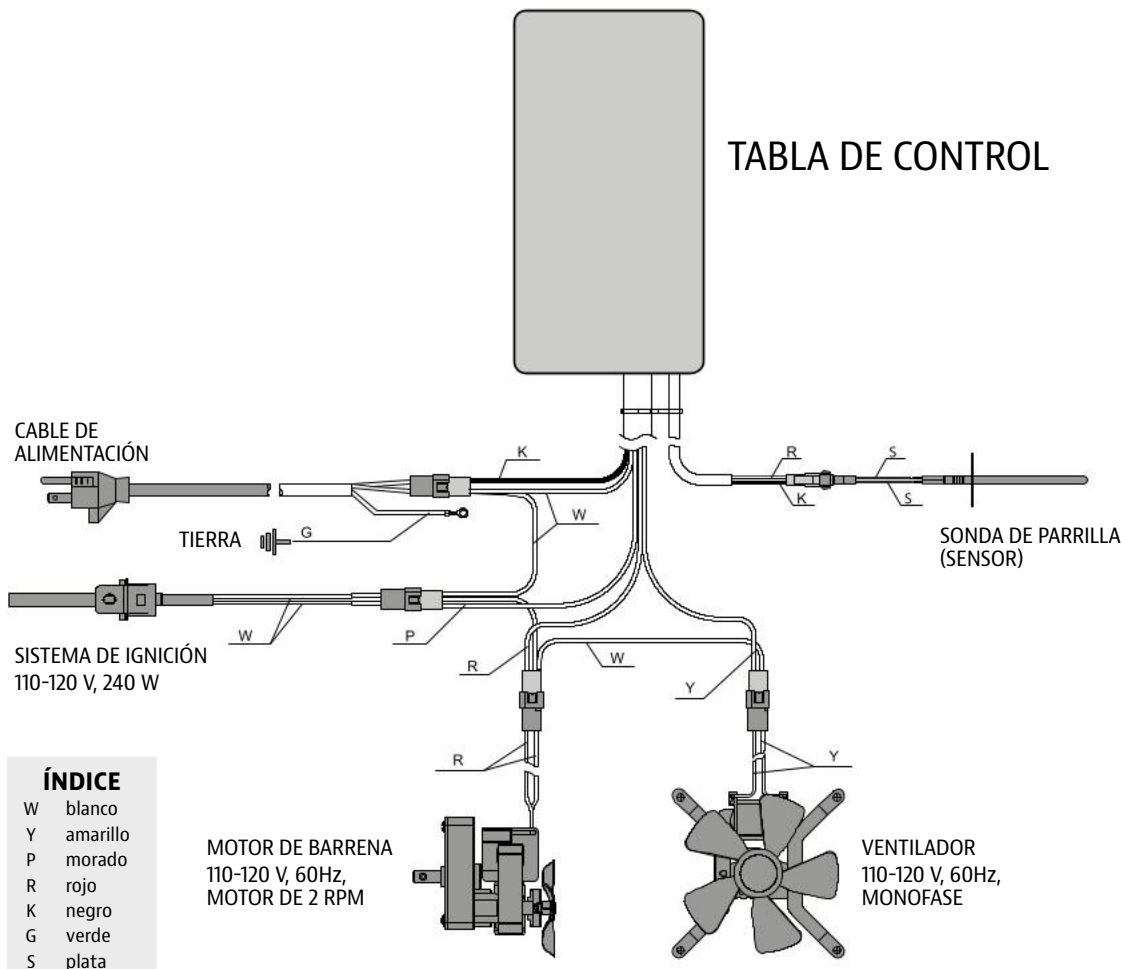 TABLA DE CONTROL
CABLE DE
ALIMENTACIÓN
K
R
S
K
S
W
TIERRA
G
SONDA DE PARRILLA
(SENSOR)
W
P
SISTEMA DE IGNICIÓN
110-120 V, 240 W
R
W
Y
R
Y
ÍNDICE
W blanco
Y amarillo
P morado
R rojo
K negro
G verde
S plata
MOTOR DE BARRENA
110-120 V, 60Hz,
MOTOR DE 2 RPM
VENTILADOR
110-120 V, 60Hz,
MONOFASE